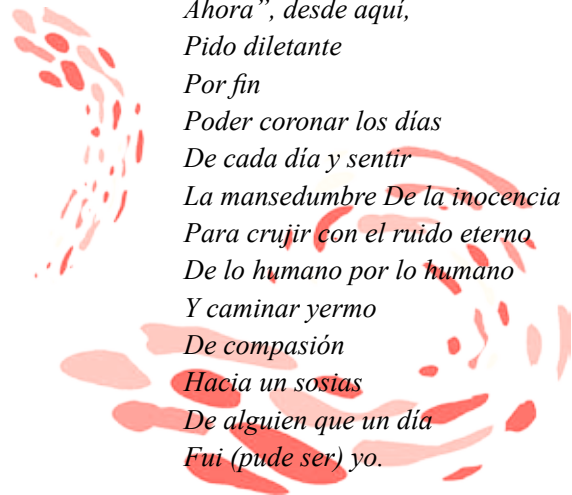 Ahora”, desde aquí,
Pido diletante
Por fin
Poder coronar los días
De cada día y sentir
La mansedumbre De la inocencia
Para crujir con el ruido eterno
De lo humano por lo humano
Y caminar yermo
De compasión
Hacia un sosias
De alguien que un día
Fui (pude ser) yo.